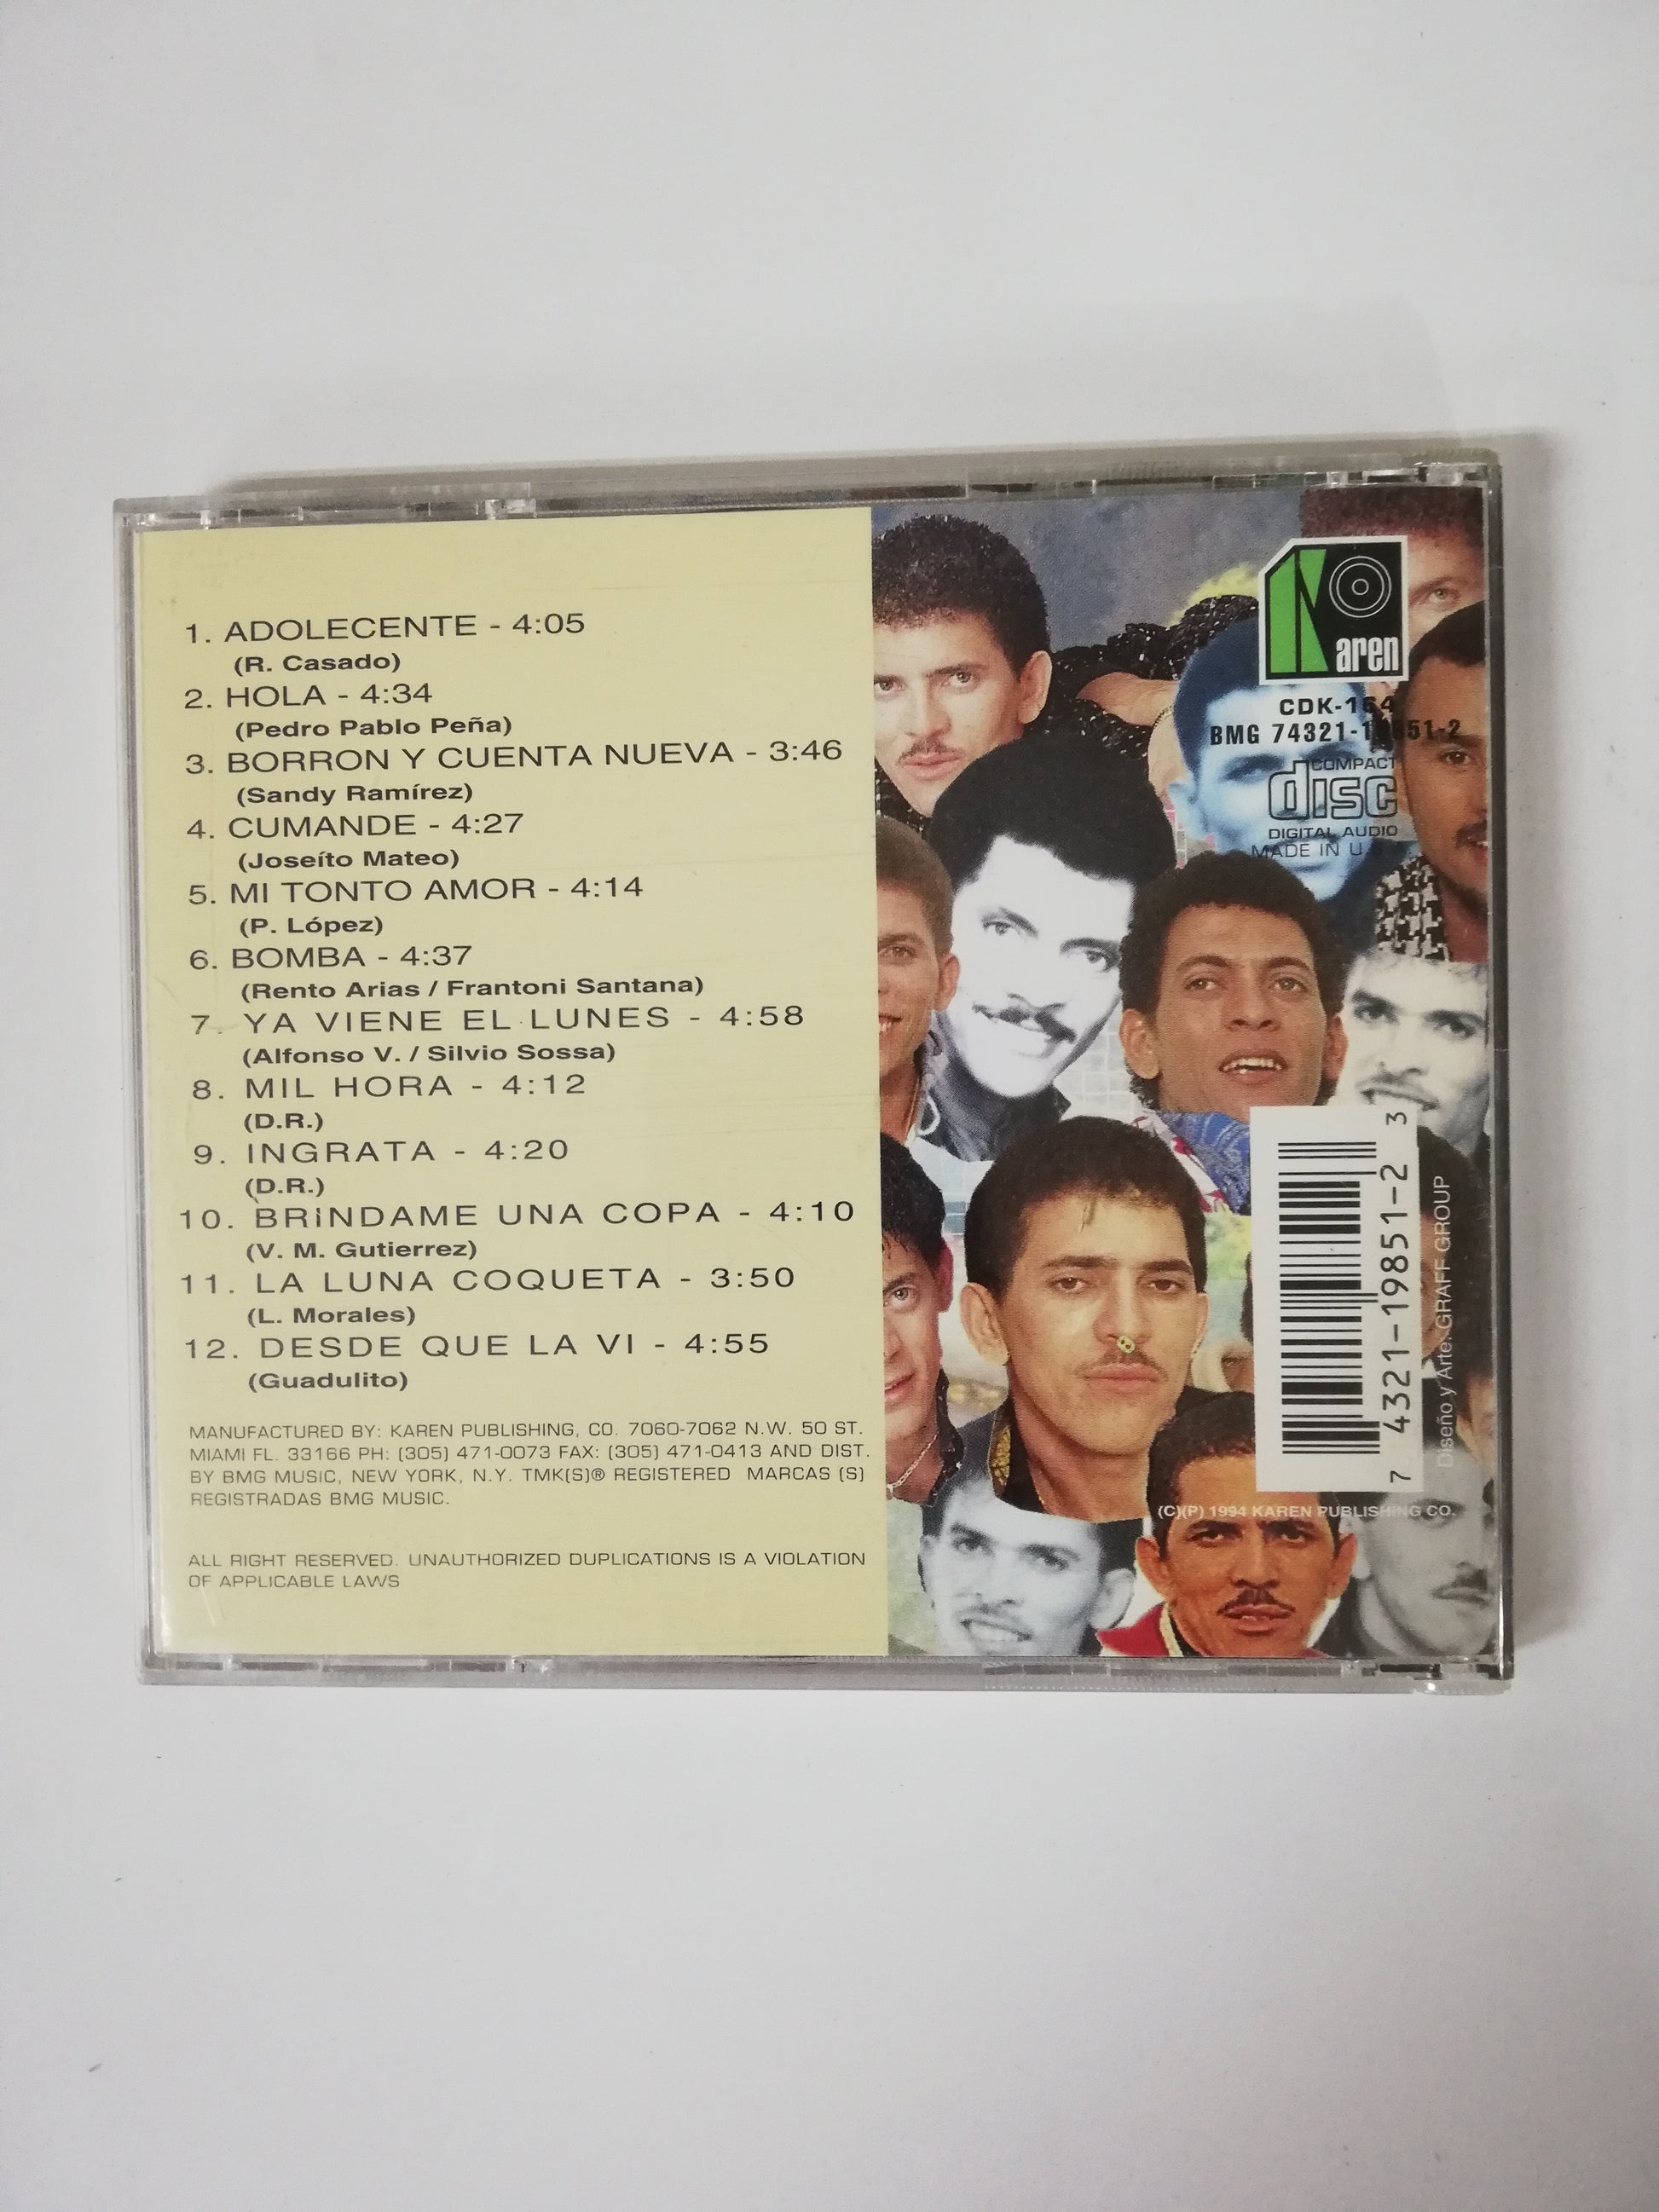 1. ADOLECENTE - 4:05
(R. Casado)
2. HOLA - 4:34
(Pedro Pablo Peña)
3. BORRON Y CUENTA NUEVA - 3:46
(Sandy Ramírez)
4. CUMANDE - 4:27
(Joseíto Mateo)
5. MI TONTO AMOR - 4:14
(P. López)
6. BOMBA - 4:37
(Rento Arias / Frantoni Santana)
7. YA VIENE EL LUNES - 4:58
(Alfonso V. / Silvio Sossa)
8. MIL HORA - 4:12
(D.R.)
9. INGRATA - 4:20
(D.R.)
10. BRINDAME UNA COPA - 4:10
(V. M. Gutierrez)
11. LA LUNA COQUETA - 3:50
(L. Morales)
12. DESDE QUE LA VI - 4:55
(Guadulito)
MANUFACTURED BY: KAREN PUBLISHING, CO. 7060-7062 N.W. 50 ST.
MIAMI FL. 33166 PH: (305) 471-0073 FAX: (305) 471-0413 AND DIST.
BY BMG MUSIC, NEW YORK, N.Y. TMK(S)® REGISTERED MARCAS (S)
REGISTRADAS BMG MUSIC.
ALL RIGHT RESERVED. UNAUTHORIZED DUPLICATIONS IS A VIOLATION
OF APPLICABLE LAWS
Karen
CDK-164
BMG 74321-19851-2
COMPACT
disc
DIGITAL AUDIO
MADE IN U.S.A.
7 4321-19851-2 3
Diseño y Arte: GRAFF GROUP
(C)(P) 1994 KAREN PUBLISHING CO.